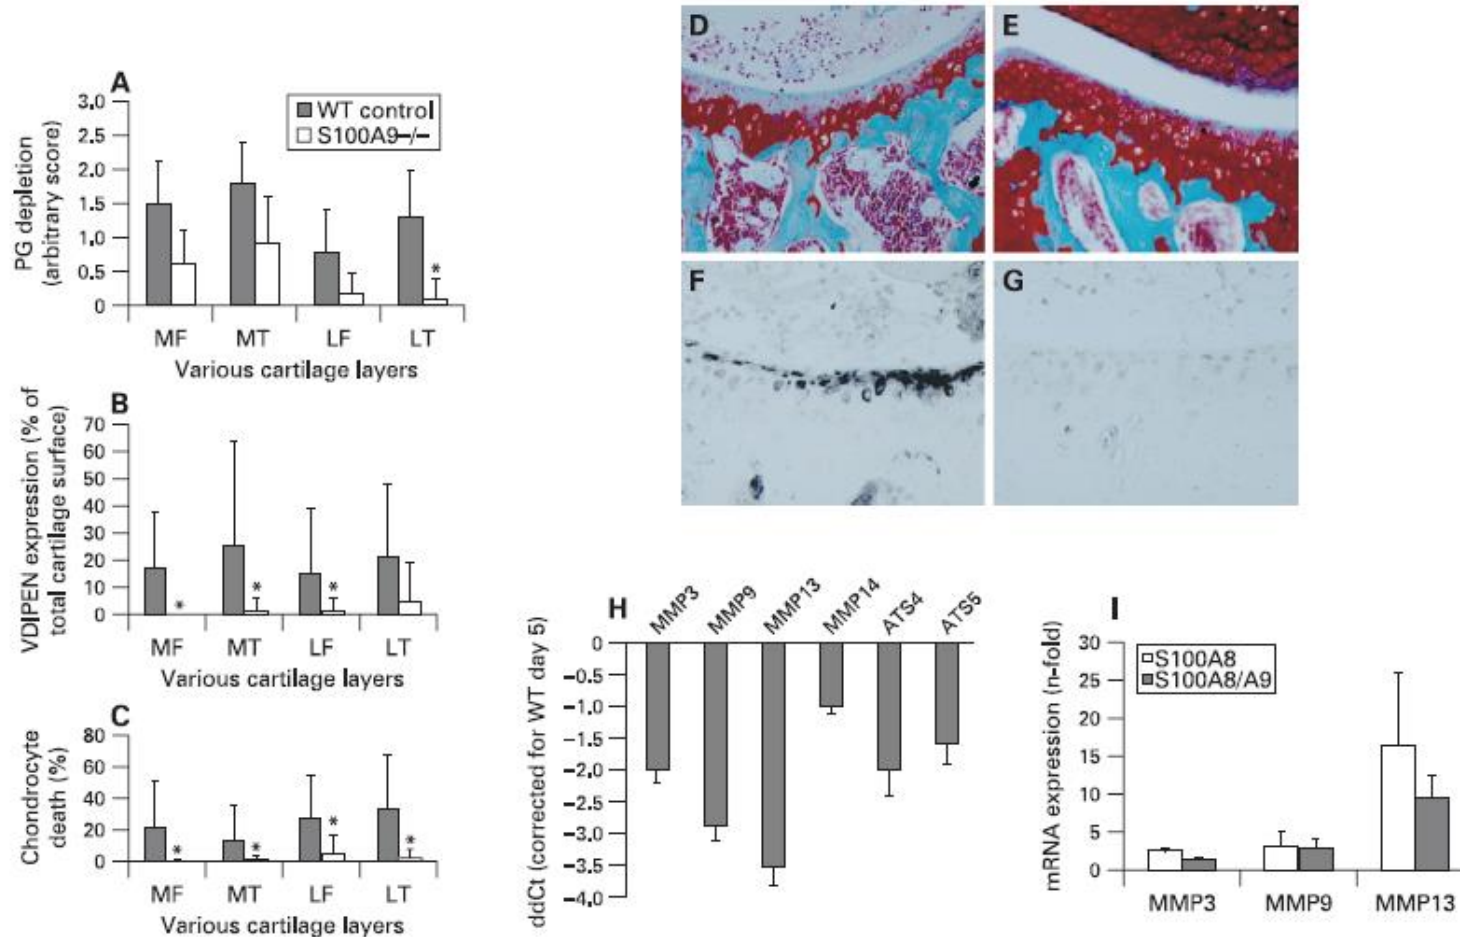 A
3.0
2.5
2.0
1.5
1.0
0.5
0
PG depletion
(arbitrary score)
WT control
S100A9–/–
*
MF MT LF LT
Various cartilage layers
B
70
60
50
40
30
20
10
0
VDIPEN expression (% of
total cartilage surface)
* * *
MF MT LF LT
Various cartilage layers
C
80
60
40
20
0
Chondrocyte
death (%)
* * * *
MF MT LF LT
Various cartilage layers
D E
F G
H
MMP3 MMP9 MMP13 MMP14 ATS4 ATS5
0
–0.5
–1.0
–1.5
–2.0
–2.5
–3.0
–3.5
–4.0
ddCt (corrected for WT day 5)
I
30
25
20
15
10
5
0
mRNA expression (n-fold)
S100A8
S100A8/A9
MMP3 MMP9 MMP13